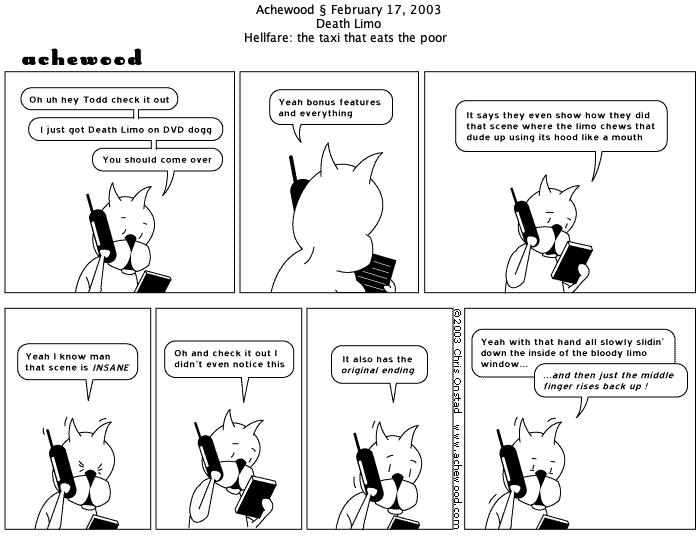 Achewood § February 17, 2003
Death Limo
Hellfare: the taxi that eats the poor
achewood
Oh uh hey Todd check it out
I just got Death Limo on DVD dogg
You should come over
Yeah bonus features
and everything
It says they even show how they did
that scene where the limo chews that
dude up using its hood like a mouth
Yeah I know man
that scene is INSANE
Oh and check it out I
didn't even notice this
It also has the
original ending
©2003 Chris Onstad www.achewood.com
Yeah with that hand all slowly slidin'
down the inside of the bloody limo
window...
...and then just the middle
finger rises back up !